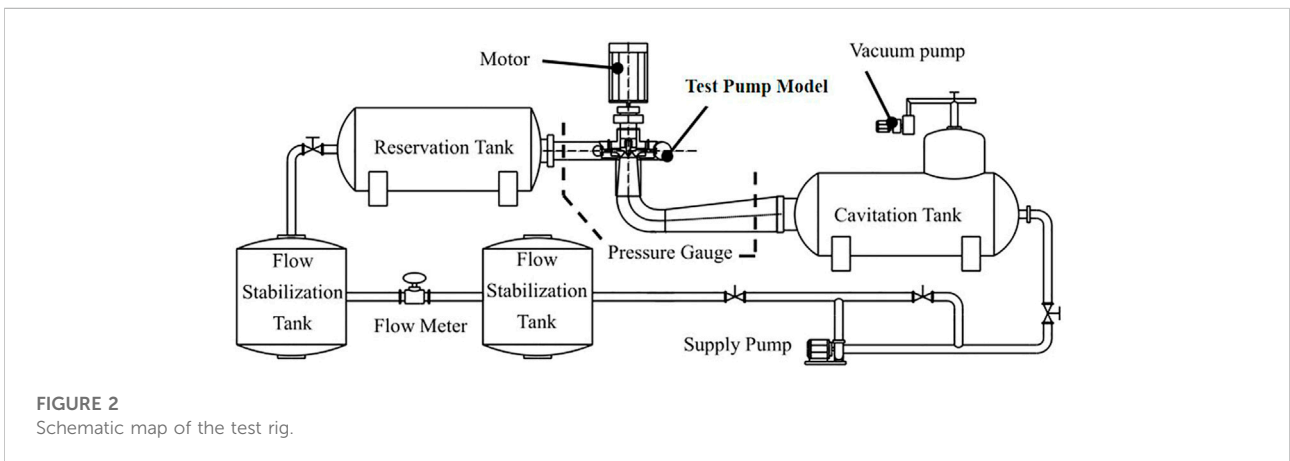 Motor
Vacuum pump
Test Pump Model
Reservation Tank
Cavitation Tank
Pressure Gauge
Flow
Stabilization
Tank
Flow Meter
Flow
Stabilization
Tank
Supply Pump
FIGURE 2
Schematic map of the test rig.